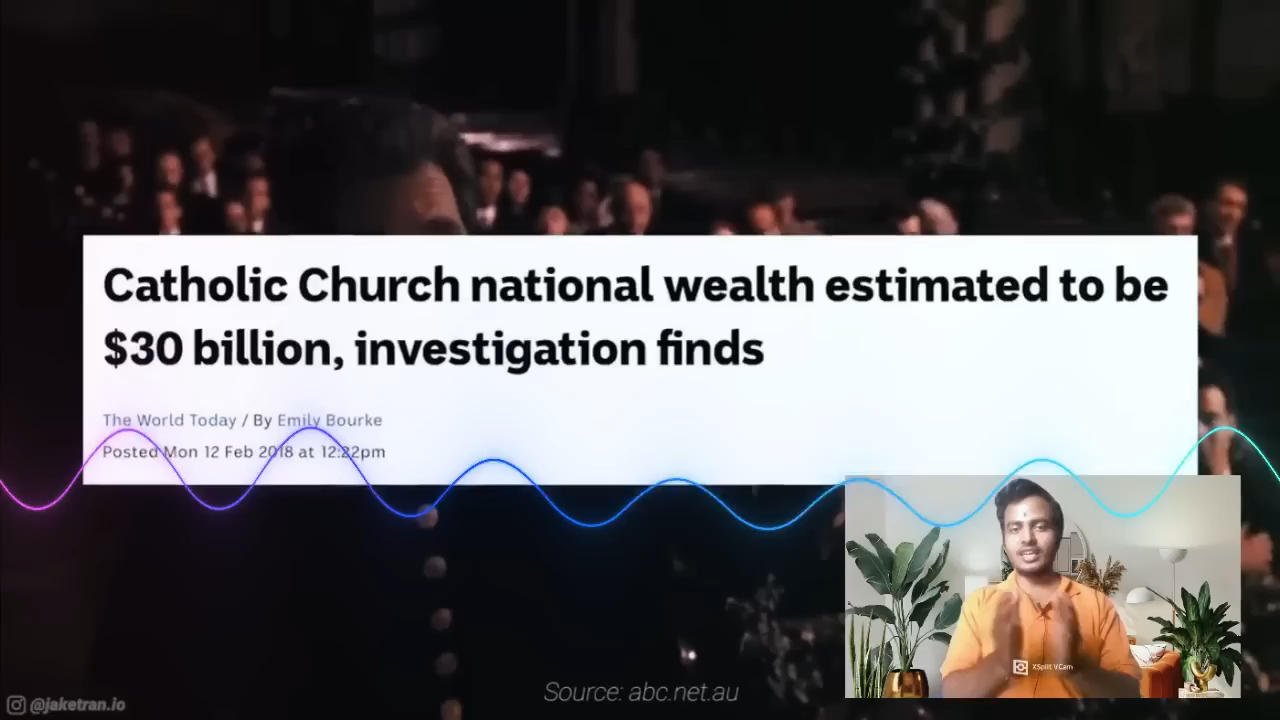 Catholic Church national wealth estimated to be
$30 billion, investigation finds
The World Today / By Emily Bourke
Posted Mon 12 Feb 2018 at 12:22pm
XSplit VCam
Source: abc.net.au
@jaketran.io